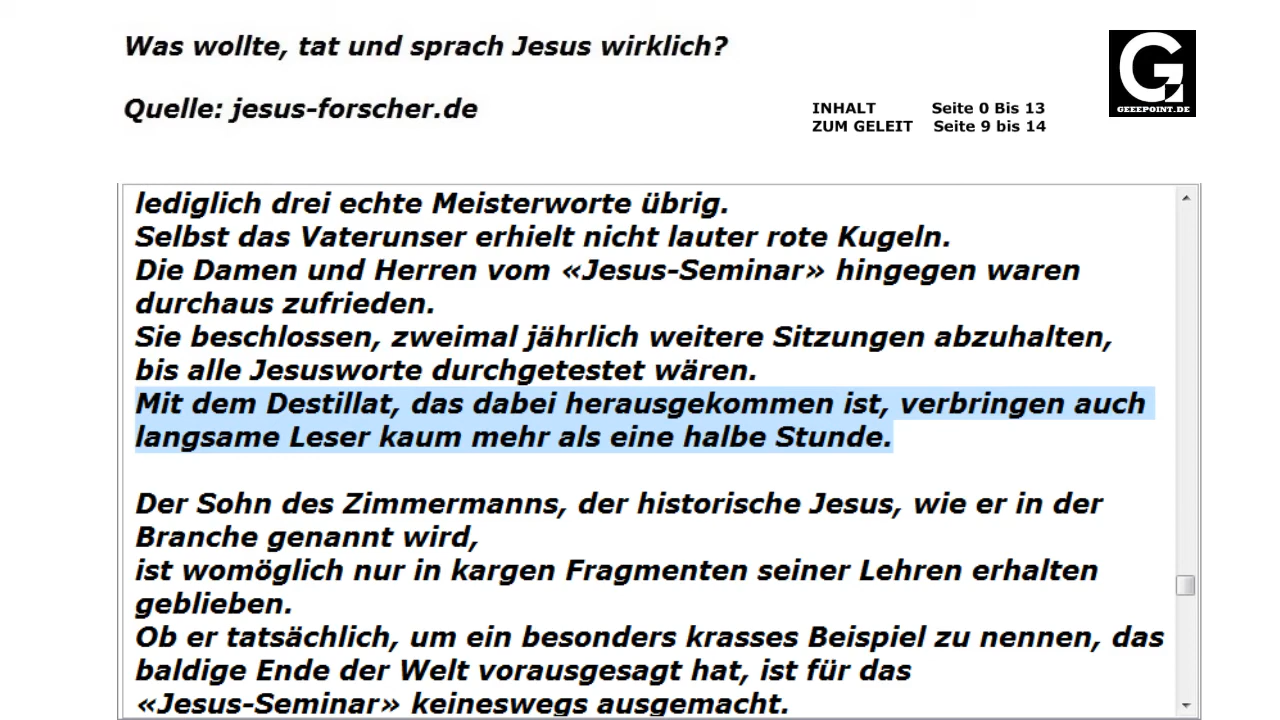 Was wollte, tat und sprach Jesus wirklich?
Quelle: jesus-forscher.de
INHALT Seite 0 Bis 13
ZUM GELEIT Seite 9 bis 14
G
GEEEPOINT.DE
lediglich drei echte Meisterworte übrig.
Selbst das Vaterunser erhielt nicht lauter rote Kugeln.
Die Damen und Herren vom «Jesus-Seminar» hingegen waren
durchaus zufrieden.
Sie beschlossen, zweimal jährlich weitere Sitzungen abzuhalten,
bis alle Jesusworte durchgetestet wären.
Mit dem Destillat, das dabei herausgekommen ist, verbringen auch
langsame Leser kaum mehr als eine halbe Stunde.
Der Sohn des Zimmermanns, der historische Jesus, wie er in der
Branche genannt wird,
ist womöglich nur in kargen Fragmenten seiner Lehren erhalten
geblieben.
Ob er tatsächlich, um ein besonders krasses Beispiel zu nennen, das
baldige Ende der Welt vorausgesagt hat, ist für das
«Jesus-Seminar» keineswegs ausgemacht.